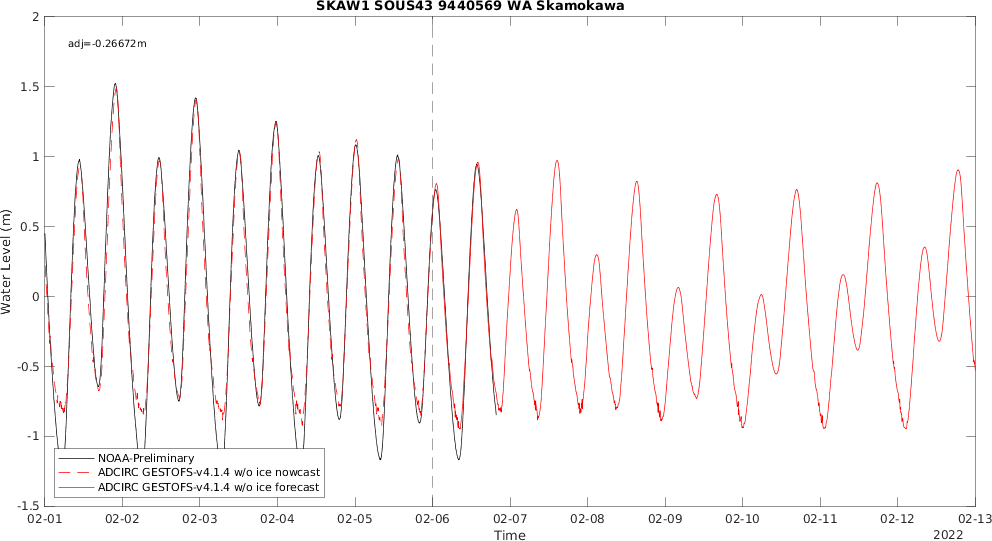 SKAW1 SOUS43 9440569 WA Skamokawa
adj=-0.26672m
Water Level (m)
2
1.5
1
0.5
0
-0.5
-1
-1.5
NOAA-Preliminary
ADCIRC GESTOFS-v4.1.4 w/o ice nowcast
ADCIRC GESTOFS-v4.1.4 w/o ice forecast
02-01 02-02 02-03 02-04 02-05 02-06 02-07 02-08 02-09 02-10 02-11 02-12 02-13
Time
2022